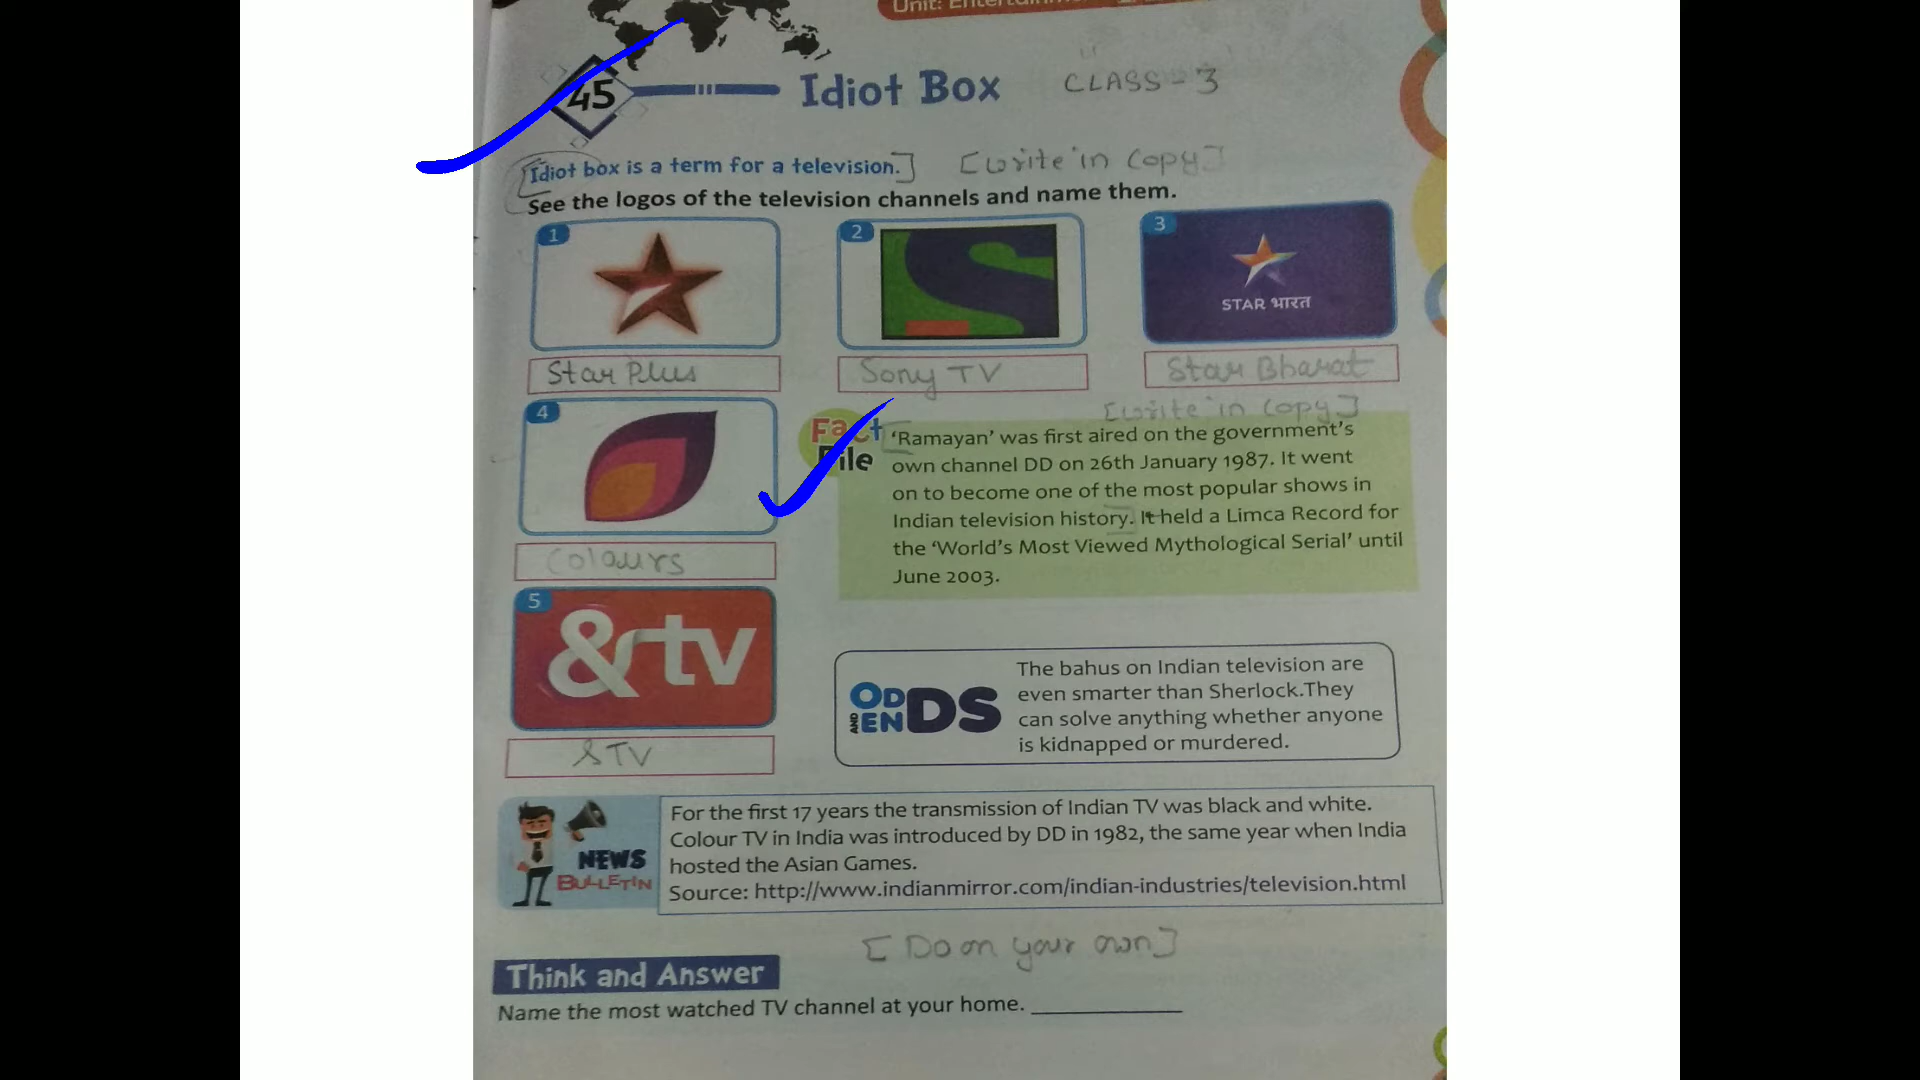 Unit: Entertainment
45
Idiot Box
CLASS - 3
[Idiot box is a term for a television.] [write in copy]
See the logos of the television channels and name them.
1
2
3
STAR भारत
Star Plus
Sony TV
Star Bharat
4
Colours
[write in copy]
Fact File
['Ramayan' was first aired on the government's
own channel DD on 26th January 1987. It went
on to become one of the most popular shows in
Indian television history.] It held a Limca Record for
the 'World's Most Viewed Mythological Serial' until
June 2003.
5
&tv
&TV
ODDS AND ENDS
The bahus on Indian television are
even smarter than Sherlock.They
can solve anything whether anyone
is kidnapped or murdered.
NEWS
BULLETIN
For the first 17 years the transmission of Indian TV was black and white.
Colour TV in India was introduced by DD in 1982, the same year when India
hosted the Asian Games.
Source: http://www.indianmirror.com/indian-industries/television.html
[Do on your own]
Think and Answer
Name the most watched TV channel at your home.